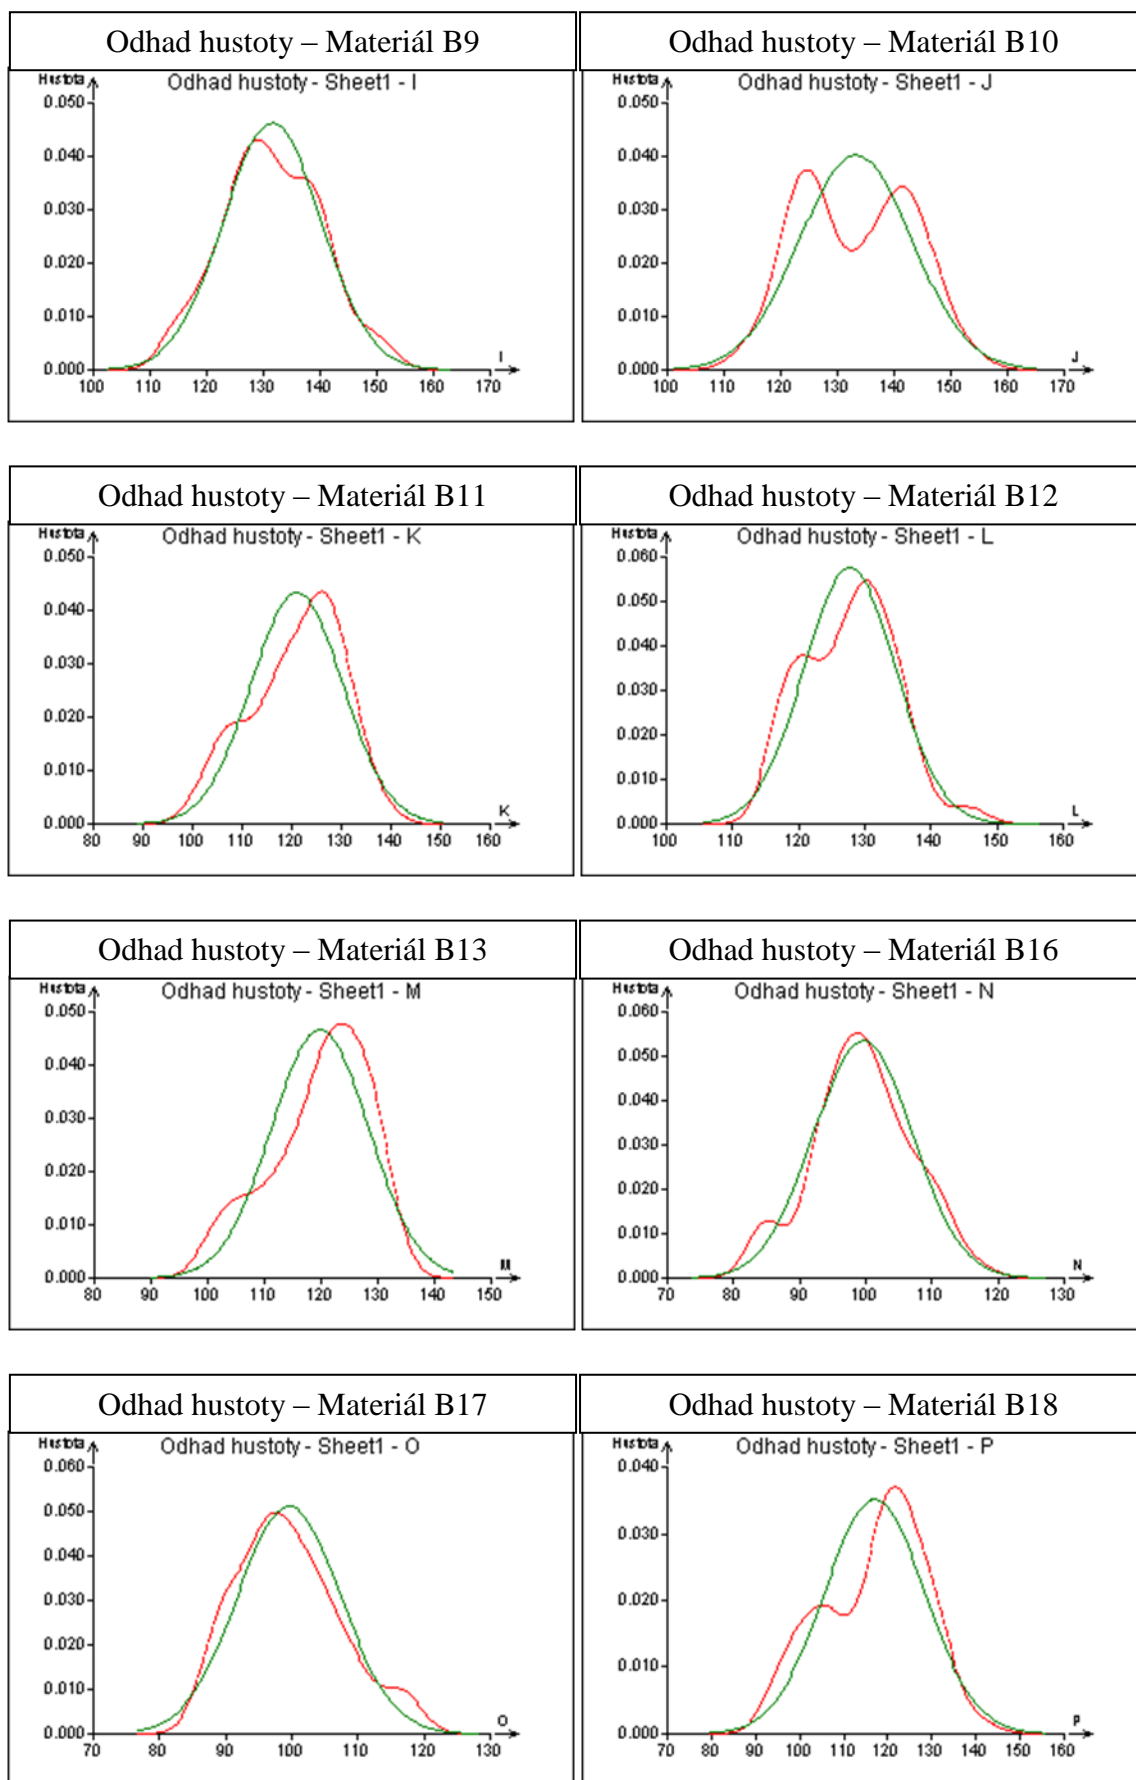 Odhad hustoty – Materiál B9
Odhad hustoty – Materiál B10
Hustota
Odhad hustoty - Sheet1 - I
0.050
0.040
0.030
0.020
0.010
0.000
I
100 110 120 130 140 150 160 170
Hustota
Odhad hustoty - Sheet1 - J
0.050
0.040
0.030
0.020
0.010
0.000
J
100 110 120 130 140 150 160 170
Odhad hustoty – Materiál B11
Odhad hustoty – Materiál B12
Hustota
Odhad hustoty - Sheet1 - K
0.050
0.040
0.030
0.020
0.010
0.000
K
80 90 100 110 120 130 140 150 160
Hustota
Odhad hustoty - Sheet1 - L
0.060
0.050
0.040
0.030
0.020
0.010
0.000
L
100 110 120 130 140 150 160
Odhad hustoty – Materiál B13
Odhad hustoty – Materiál B16
Hustota
Odhad hustoty - Sheet1 - M
0.050
0.040
0.030
0.020
0.010
0.000
M
80 90 100 110 120 130 140 150
Hustota
Odhad hustoty - Sheet1 - N
0.060
0.050
0.040
0.030
0.020
0.010
0.000
N
70 80 90 100 110 120 130
Odhad hustoty – Materiál B17
Odhad hustoty – Materiál B18
Hustota
Odhad hustoty - Sheet1 - O
0.060
0.050
0.040
0.030
0.020
0.010
0.000
O
70 80 90 100 110 120 130
Hustota
Odhad hustoty - Sheet1 - P
0.040
0.030
0.020
0.010
0.000
P
70 80 90 100 110 120 130 140 150 160